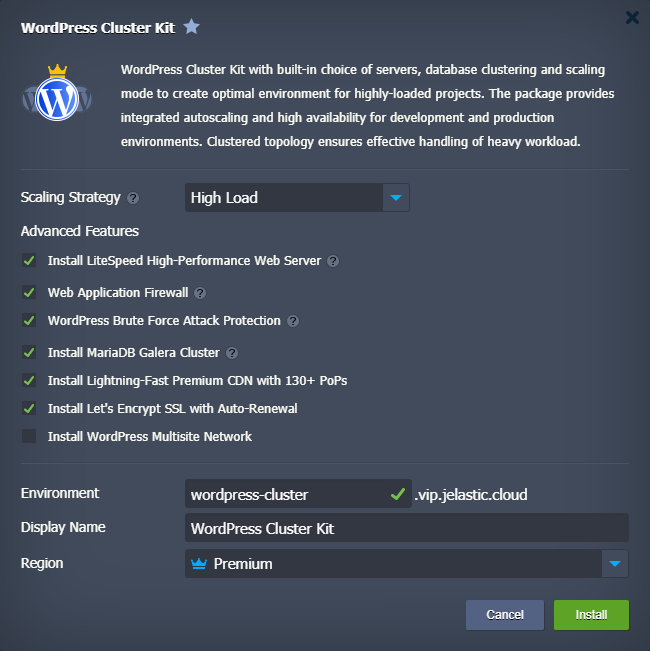 WordPress Cluster Kit
WordPress Cluster Kit with built-in choice of servers, database clustering and scaling
mode to create optimal environment for highly-loaded projects. The package provides
integrated autoscaling and high availability for development and production
environments. Clustered topology ensures effective handling of heavy workload.
Scaling Strategy ? High Load
Advanced Features
Install LiteSpeed High-Performance Web Server ?
Web Application Firewall ?
WordPress Brute Force Attack Protection ?
Install MariaDB Galera Cluster ?
Install Lightning-Fast Premium CDN with 130+ PoPs
Install Let's Encrypt SSL with Auto-Renewal
Install WordPress Multisite Network
Environment wordpress-cluster .vip.jelastic.cloud
Display Name WordPress Cluster Kit
Region Premium
Cancel Install